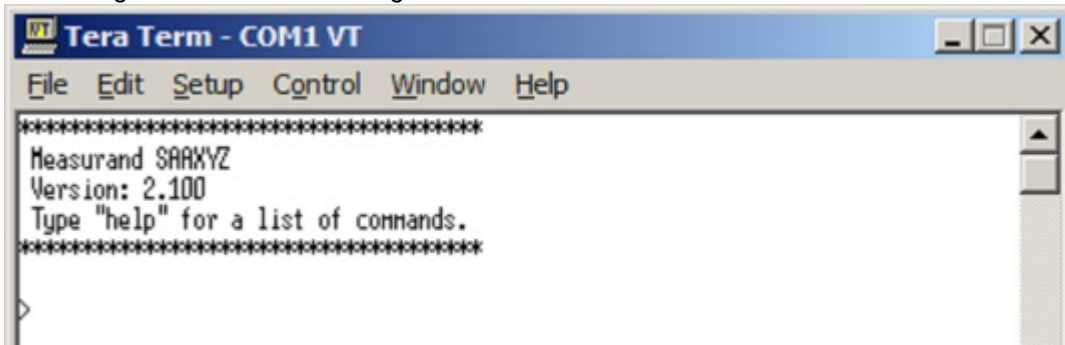 VT Tera Term - COM1 VT
File Edit Setup Control Window Help
************************************
Measurand SAAXYZ
Version: 2.100
Type "help" for a list of commands.
************************************
>